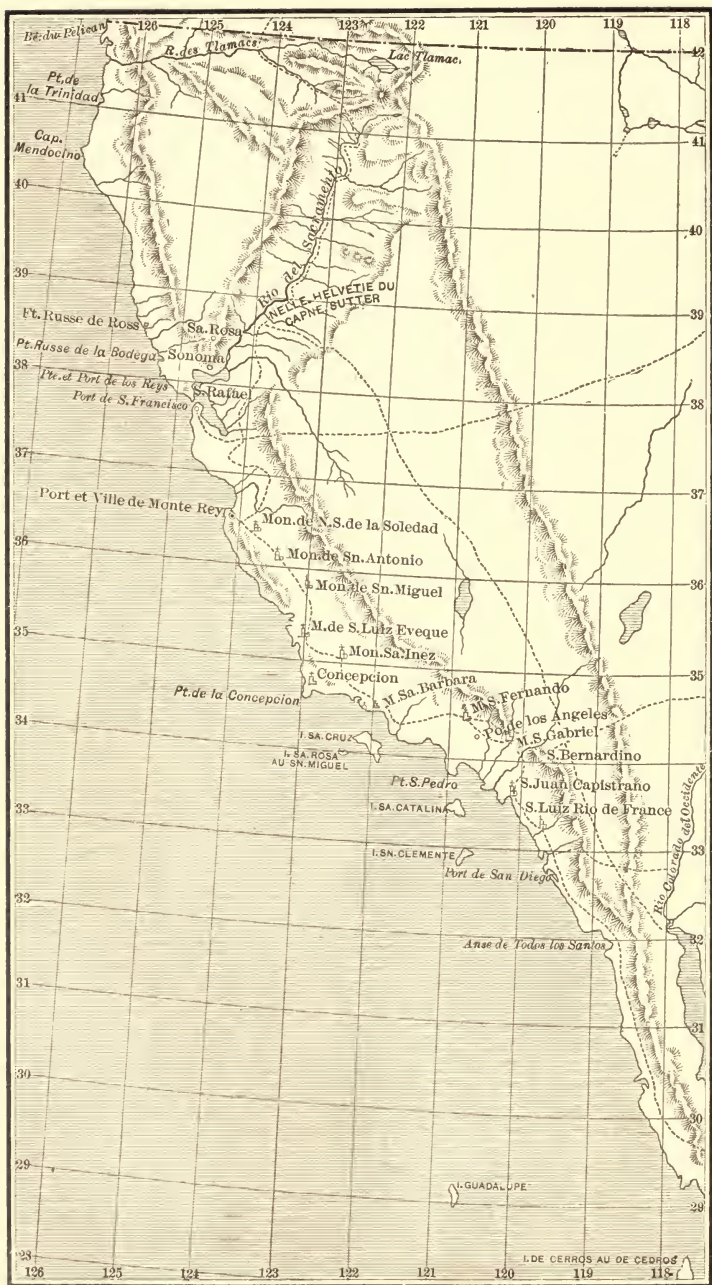 126 125 124 123 122 121 120 119 118
Be. du Pelican
R. des Tlamacs
Lac Tlamac.
42
Pt. de
la Trinidad
41
41
Cap.
Mendocino
40
40
Rio del Sacrament
39
39
NELLE. HELVETIE DU
CAPNE. SUTTER
Ft. Russe de Ross
Sa. Rosa
Pt. Russe de la Bodega
Sonoma
38
38
Pte. et Port de los Reys
S. Rafael
Port de S. Francisco
37
37
Port et Ville de Monte Rey
Mon. de N.S. de la Soledad
36
Mon. de Sn. Antonio
36
Mon. de Sn. Miguel
35
M. de S. Luiz Eveque
Mon. Sa. Inez
35
Concepcion
M. Sa. Barbara
M. S. Fernando
Pt. de la Concepcion
34
Po. de los Angeles
34
I. SA. CRUZ
M. S. Gabriel
I. SA. ROSA
AU SN. MIGUEL
S. Bernardino
Pt. S. Pedro
S. Juan Capistrano
33
I. SA. CATALINA
S. Luiz Rio de France
Rio Colorado del Occidente
I. SN. CLEMENTE
33
Port de San Diego
32
Anse de Todos los Santos
32
31
31
30
30
29
I. GUADALUPE
29
28
I. DE CERROS AU DE CEDROS
126 125 124 123 122 121 120 119 118